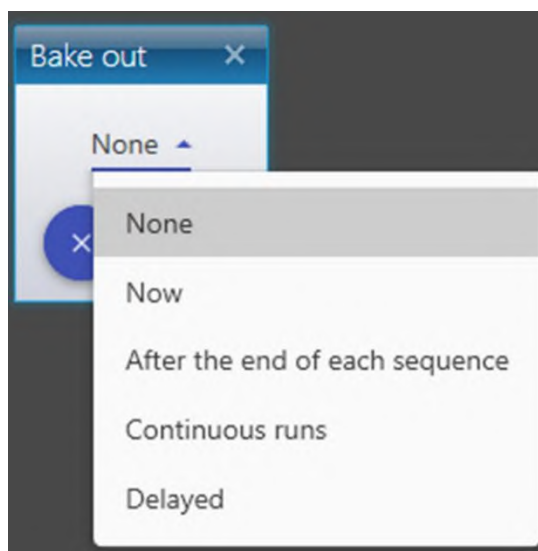 Bake out
None
None
Now
After the end of each sequence
Continuous runs
Delayed